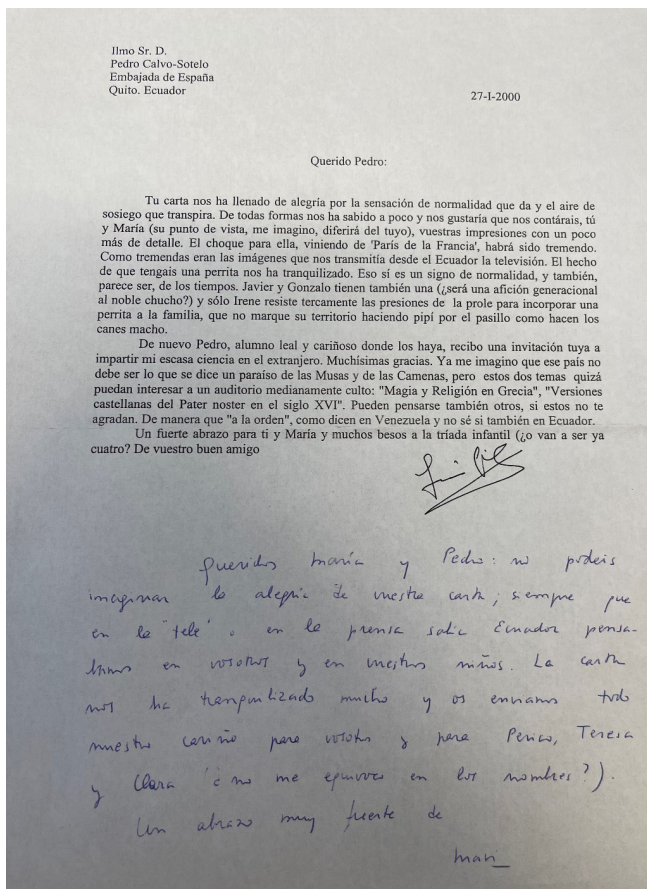 Ilmo Sr. D.
Pedro Calvo-Sotelo
Embajada de España
Quito. Ecuador
27-I-2000
Querido Pedro:
Tu carta nos ha llenado de alegría por la sensación de normalidad que da y el aire de
sosiego que transpira. De todas formas nos ha sabido a poco y nos gustaría que nos contárais, tú
y María (su punto de vista, me imagino, diferirá del tuyo), vuestras impresiones con un poco
más de detalle. El choque para ella, viniendo de 'París de la Francia', habrá sido tremendo.
Como tremendas eran las imágenes que nos transmitía desde el Ecuador la televisión. El hecho
de que tengais una perrita nos ha tranquilizado. Eso sí es un signo de normalidad, y también,
parece ser, de los tiempos. Javier y Gonzalo tienen también una (¿será una afición generacional
al noble chucho?) y sólo Irene resiste tercamente las presiones de la prole para incorporar una
perrita a la familia, que no marque su territorio haciendo pipí por el pasillo como hacen los
canes macho.
De nuevo Pedro, alumno leal y cariñoso donde los haya, recibo una invitación tuya a
impartir mi escasa ciencia en el extranjero. Muchísimas gracias. Ya me imagino que ese país no
debe ser lo que se dice un paraíso de las Musas y de las Camenas, pero estos dos temas quizá
puedan interesar a un auditorio medianamente culto: "Magia y Religión en Grecia", "Versiones
castellanas del Pater noster en el siglo XVI". Pueden pensarse también otros, si estos no te
agradan. De manera que "a la orden", como dicen en Venezuela y no sé si también en Ecuador.
Un fuerte abrazo para ti y María y muchos besos a la tríada infantil (¿o van a ser ya
cuatro? De vuestro buen amigo
Queridos María y Pedro: no podeis
imaginar la alegría de vuestra carta; siempre que
en la "tele" o en la prensa salía Ecuador pensa-
bamos en vosotros y en vuestros niños. La carta
nos ha tranquilizado mucho y os enviamos todo
nuestro cariño para vosotros y para Perico, Teresa
y Clara (¿no me equivoco en los nombres?).
Un abrazo muy fuerte de